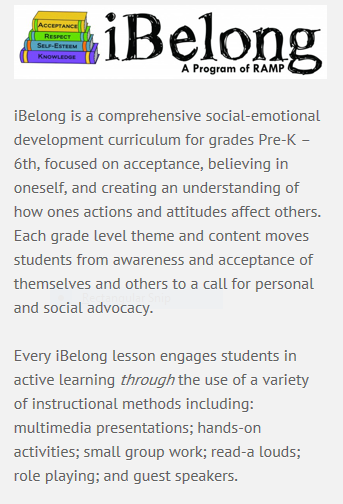 ACCEPTANCE
RESPECT
SELF-ESTEEM
KNOWLEDGE
iBelong
A Program of RAMP
iBelong is a comprehensive social-emotional
development curriculum for grades Pre-K –
6th, focused on acceptance, believing in
oneself, and creating an understanding of
how ones actions and attitudes affect others.
Each grade level theme and content moves
students from awareness and acceptance of
themselves and others to a call for personal
and social advocacy.
Every iBelong lesson engages students in
active learning through the use of a variety
of instructional methods including:
multimedia presentations; hands-on
activities; small group work; read-a louds;
role playing; and guest speakers.